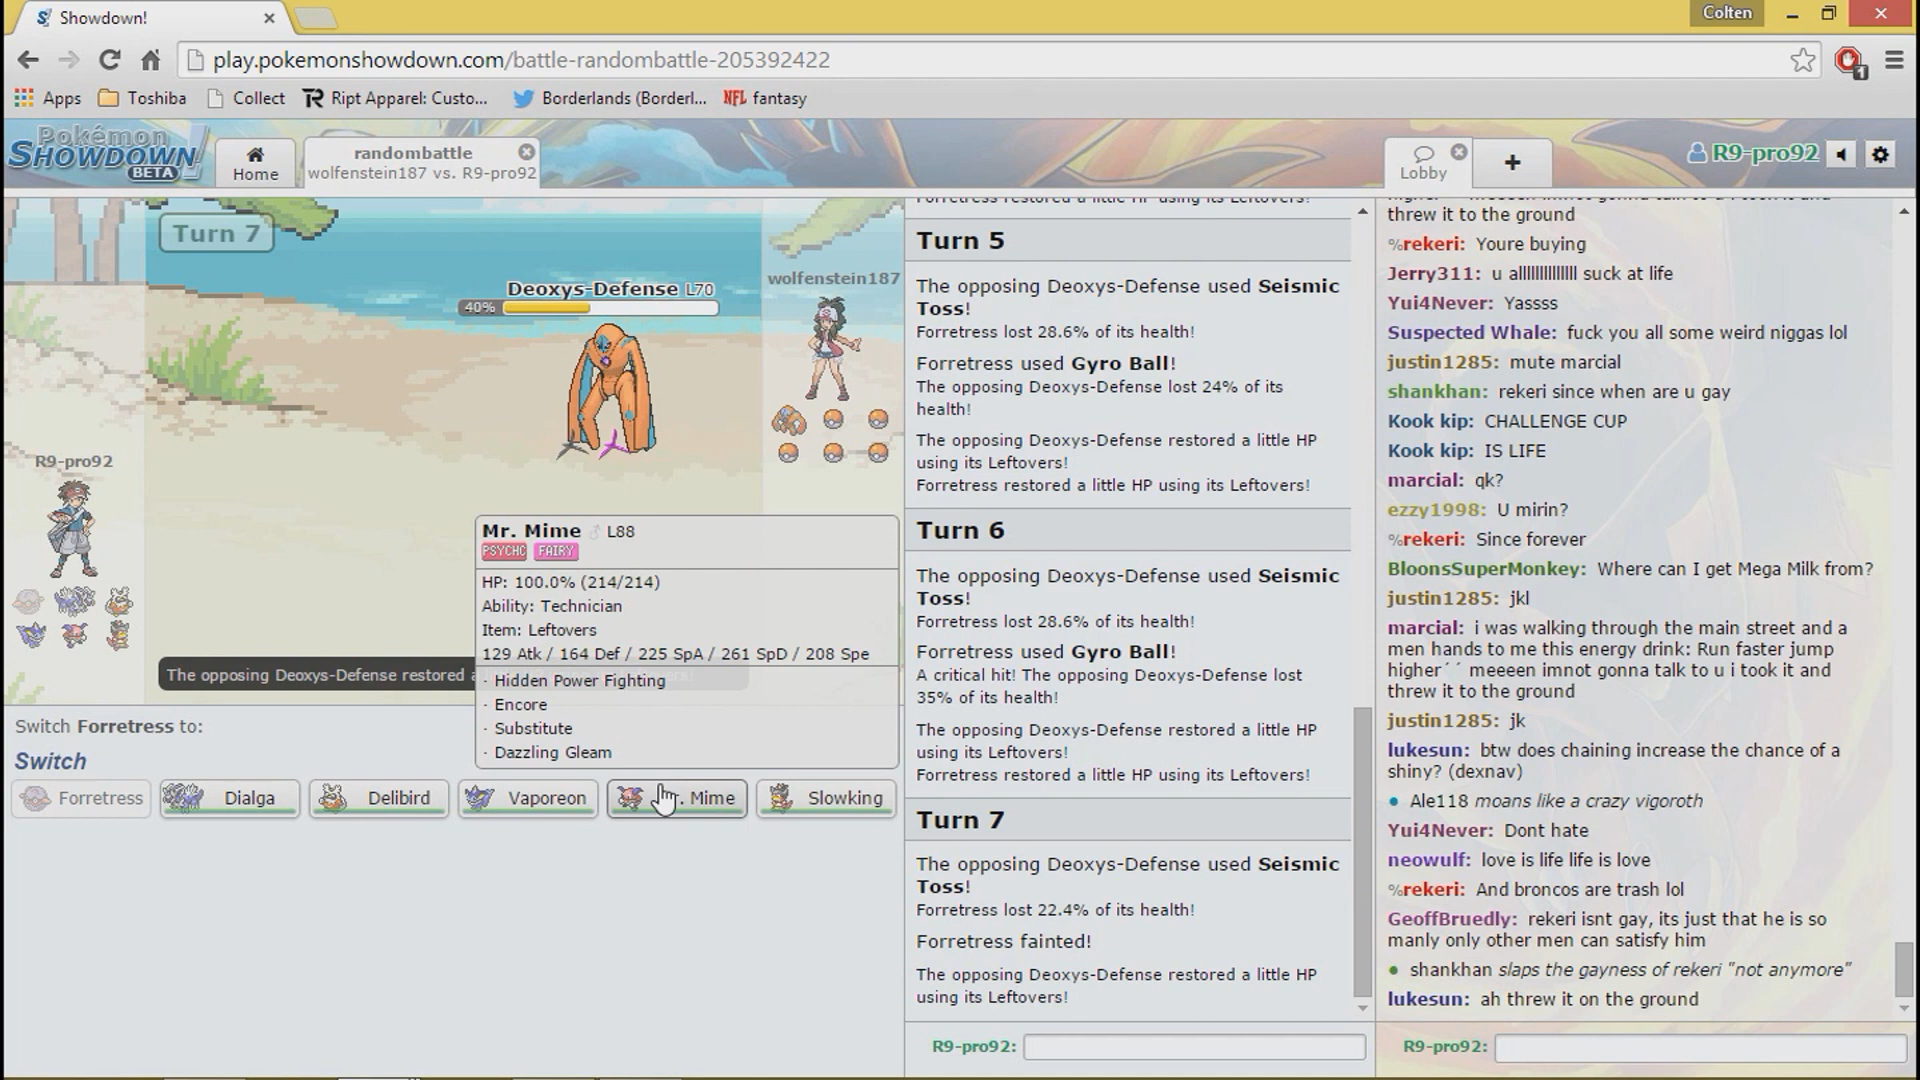 Showdown!
Colten
play.pokemonshowdown.com/battle-randombattle-205392422
Apps
Toshiba
Collect
Ript Apparel: Custo...
Borderlands (Borderl...
NFL fantasy
Pokémon
SHOWDOWN!
BETA
Home
randombattle
wolfenstein187 vs. R9-pro92
Lobby
+
R9-pro92
Turn 7
Deoxys-Defense L70
40%
wolfenstein187
R9-pro92
The opposing Deoxys-Defense restored a
Mr. Mime ♂ L88
PSYCHC FAIRY
HP: 100.0% (214/214)
Ability: Technician
Item: Leftovers
129 Atk / 164 Def / 225 SpA / 261 SpD / 208 Spe
· Hidden Power Fighting
· Encore
· Substitute
· Dazzling Gleam
Switch Forretress to:
Switch
Forretress
Dialga
Delibird
Vaporeon
Mime
Slowking
Forretress restored a little HP using its Leftovers!
Turn 5
The opposing Deoxys-Defense used Seismic
Toss!
Forretress lost 28.6% of its health!
Forretress used Gyro Ball!
The opposing Deoxys-Defense lost 24% of its
health!
The opposing Deoxys-Defense restored a little HP
using its Leftovers!
Forretress restored a little HP using its Leftovers!
Turn 6
The opposing Deoxys-Defense used Seismic
Toss!
Forretress lost 28.6% of its health!
Forretress used Gyro Ball!
A critical hit! The opposing Deoxys-Defense lost
35% of its health!
The opposing Deoxys-Defense restored a little HP
using its Leftovers!
Forretress restored a little HP using its Leftovers!
Turn 7
The opposing Deoxys-Defense used Seismic
Toss!
Forretress lost 22.4% of its health!
Forretress fainted!
The opposing Deoxys-Defense restored a little HP
using its Leftovers!
R9-pro92:
threw it to the ground
%rekeri: Youre buying
Jerry311: u alllllllllllll suck at life
Yui4Never: Yassss
Suspected Whale: fuck you all some weird niggas lol
justin1285: mute marcial
shankhan: rekeri since when are u gay
Kook kip: CHALLENGE CUP
Kook kip: IS LIFE
marcial: qk?
ezzy1998: U mirin?
%rekeri: Since forever
BloonsSuperMonkey: Where can I get Mega Milk from?
justin1285: jkl
marcial: i was walking through the main street and a
men hands to me this energy drink: Run faster jump
higher´´ meeeen imnot gonna talk to u i took it and
threw it to the ground
justin1285: jk
lukesun: btw does chaining increase the chance of a
shiny? (dexnav)
• Ale118 moans like a crazy vigoroth
Yui4Never: Dont hate
neowulf: love is life life is love
%rekeri: And broncos are trash lol
GeoffBruedly: rekeri isnt gay, its just that he is so
manly only other men can satisfy him
• shankhan slaps the gayness of rekeri "not anymore"
lukesun: ah threw it on the ground
R9-pro92: